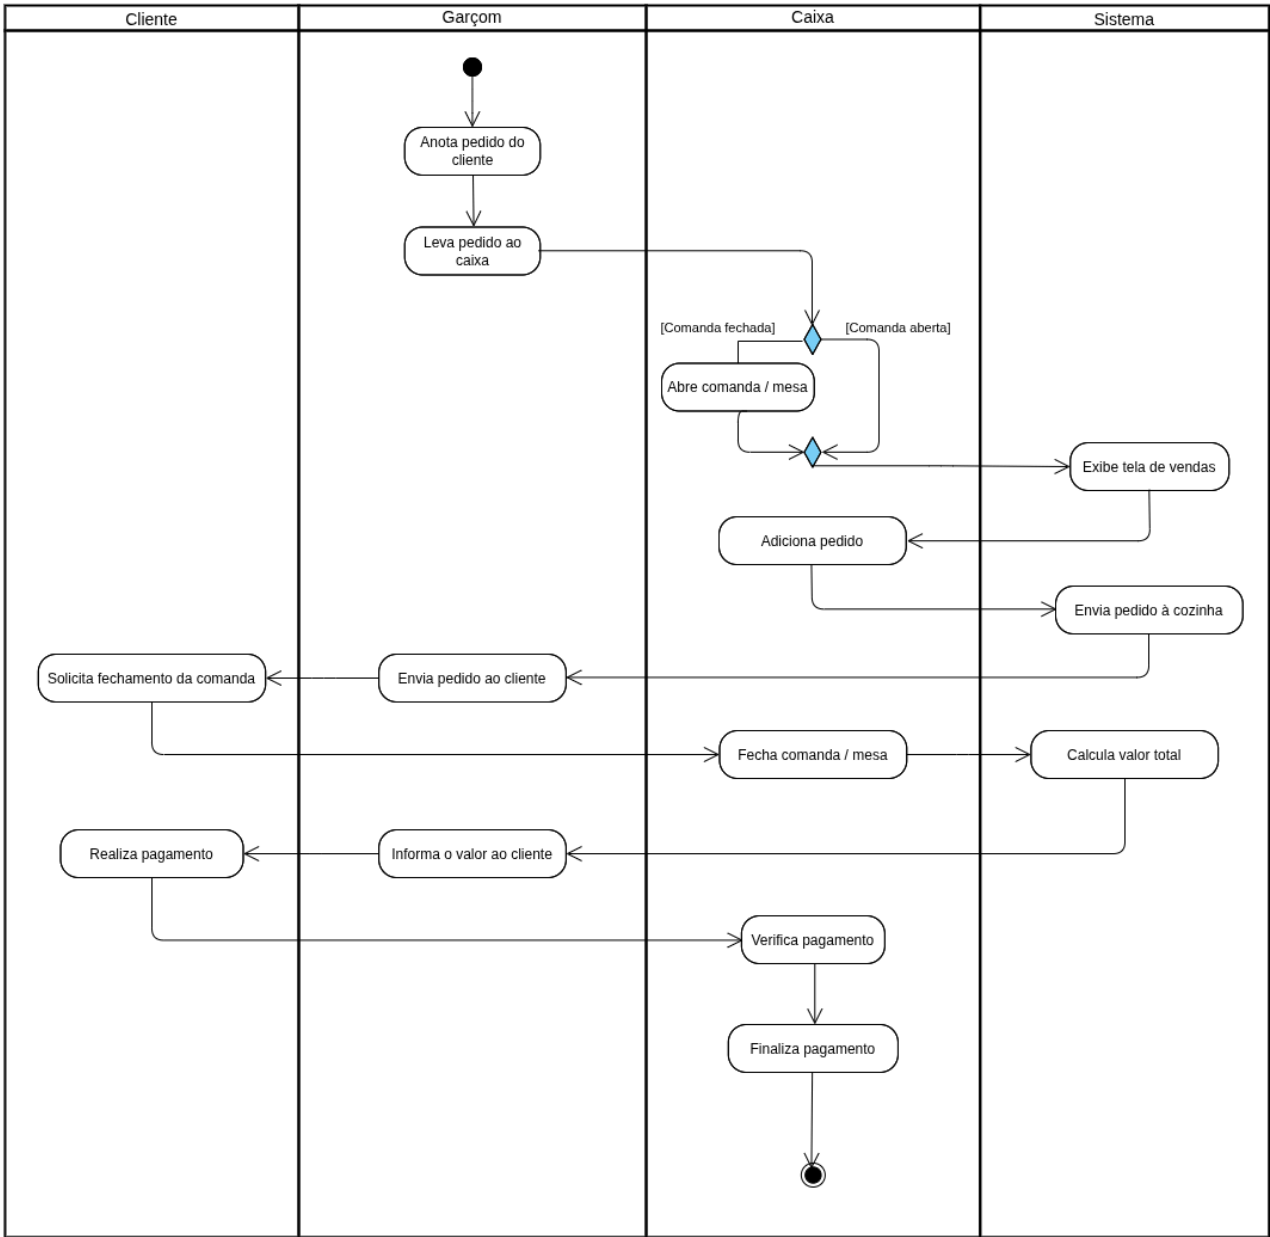 Cliente
Garçom
Caixa
Sistema
Anota pedido do
cliente
Leva pedido ao
caixa
[Comanda fechada]
[Comanda aberta]
Abre comanda / mesa
Exibe tela de vendas
Adiciona pedido
Envia pedido à cozinha
Solicita fechamento da comanda
Envia pedido ao cliente
Fecha comanda / mesa
Calcula valor total
Realiza pagamento
Informa o valor ao cliente
Verifica pagamento
Finaliza pagamento